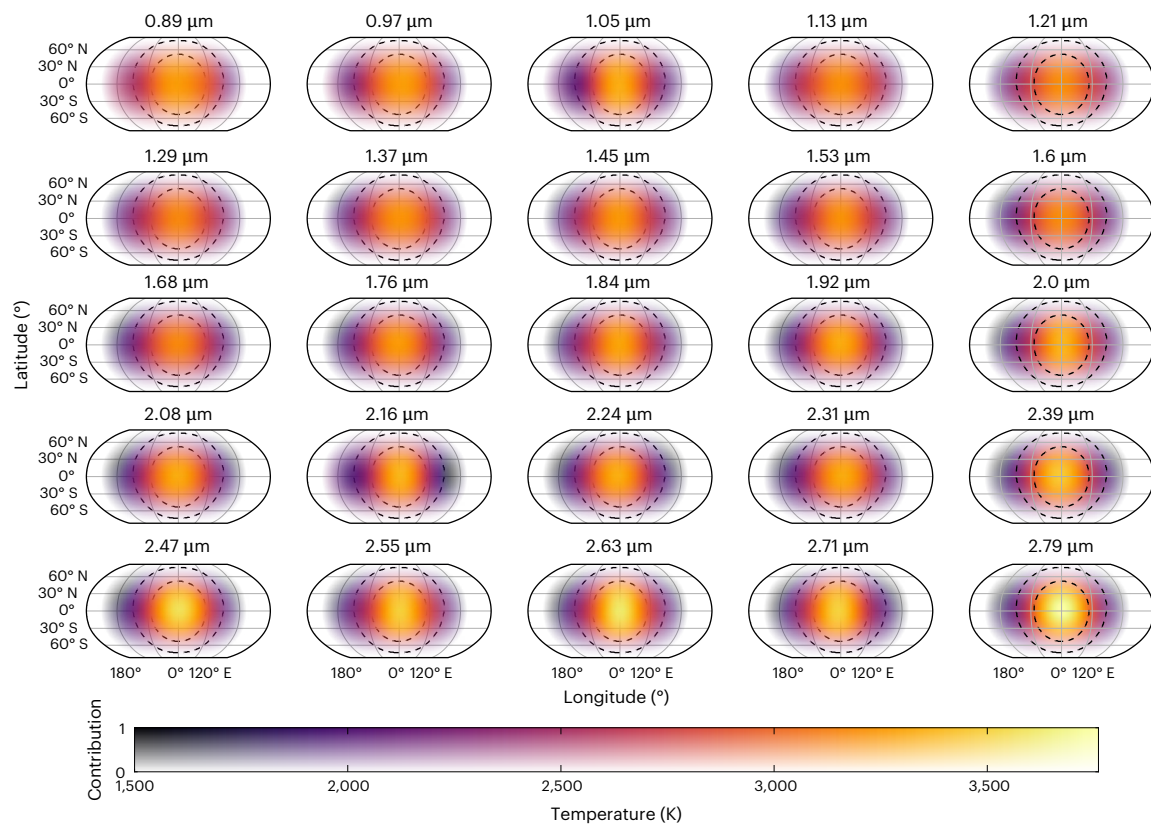 0.89 μm 0.97 μm 1.05 μm 1.13 μm 1.21 μm
60° N
30° N
0°
30° S
60° S
1.29 μm 1.37 μm 1.45 μm 1.53 μm 1.6 μm
60° N
30° N
0°
30° S
60° S
1.68 μm 1.76 μm 1.84 μm 1.92 μm 2.0 μm
60° N
30° N
0°
30° S
60° S
Latitude (°)
2.08 μm 2.16 μm 2.24 μm 2.31 μm 2.39 μm
60° N
30° N
0°
30° S
60° S
2.47 μm 2.55 μm 2.63 μm 2.71 μm 2.79 μm
60° N
30° N
0°
30° S
60° S
180° 0° 120° E 180° 0° 120° E 180° 0° 120° E 180° 0° 120° E 180° 0° 120° E
Longitude (°)
Contribution
1
0
1,500 2,000 2,500 3,000 3,500
Temperature (K)